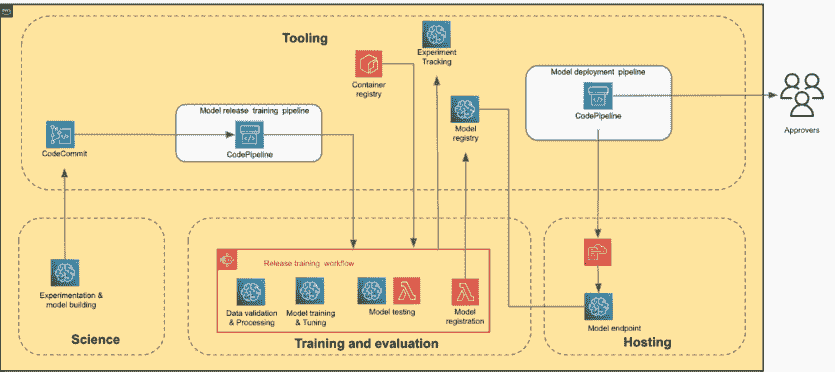 aws
Tooling
Experiment
Tracking
Container
registry
Model deployment pipeline
CodePipeline
Approvers
Model release training pipeline
CodePipeline
CodeCommit
Model
registry
Release training workflow
Experimentation &
model building
Data validation
& Processing
Model training
& Tuning
Model testing
Model
registration
Model endpoint
Science
Training and evaluation
Hosting